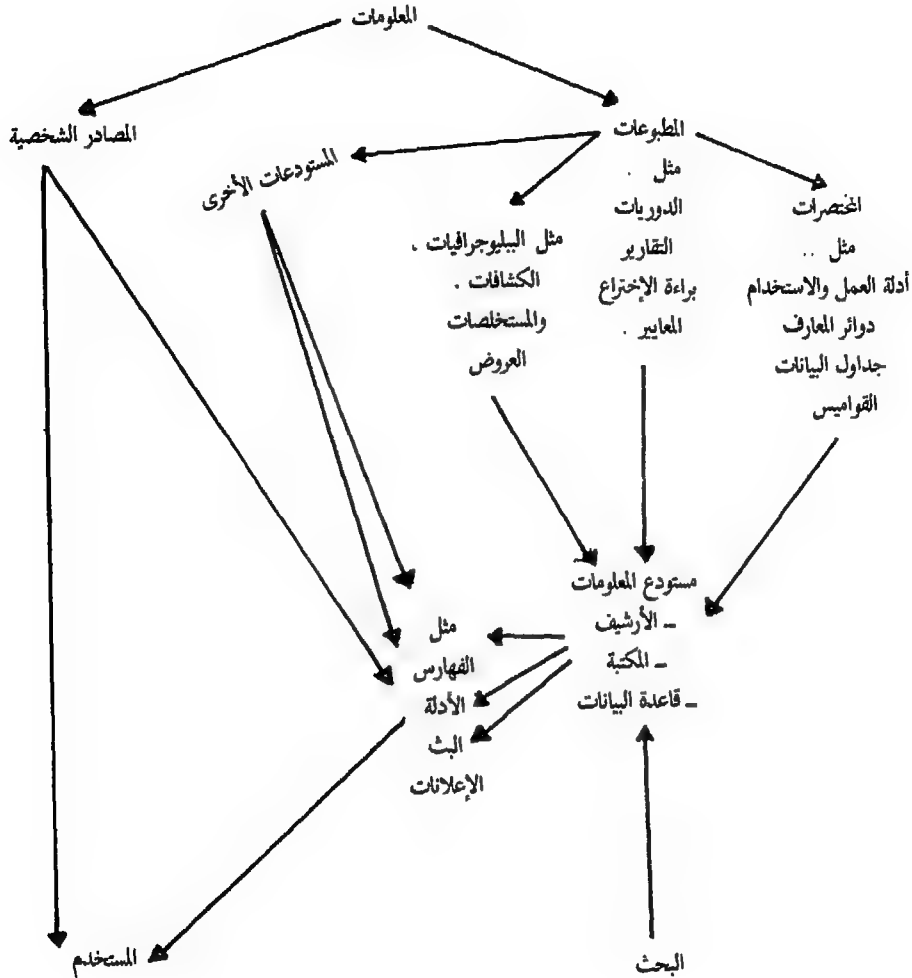 المعلومات
المصادر الشخصية
المطبوعات
مثل .
الدوريات
التقارير
براءة الإختراع
المعايير .
المختصرات
مثل ..
أدلة العمل والاستخدام
دوائر المعارف
جداول البيانات
القواميس
المستودعات الأخرى
مثل الببليوجرافيات .
الكشافات .
والمستخلصات
العروض
مستودع المعلومات
ـ الأرشيف
ـ المكتبة
ـ قاعدة البيانات
مثل
الفهارس
الأدلة
البث
الإعلانات
البحث
المستخدم